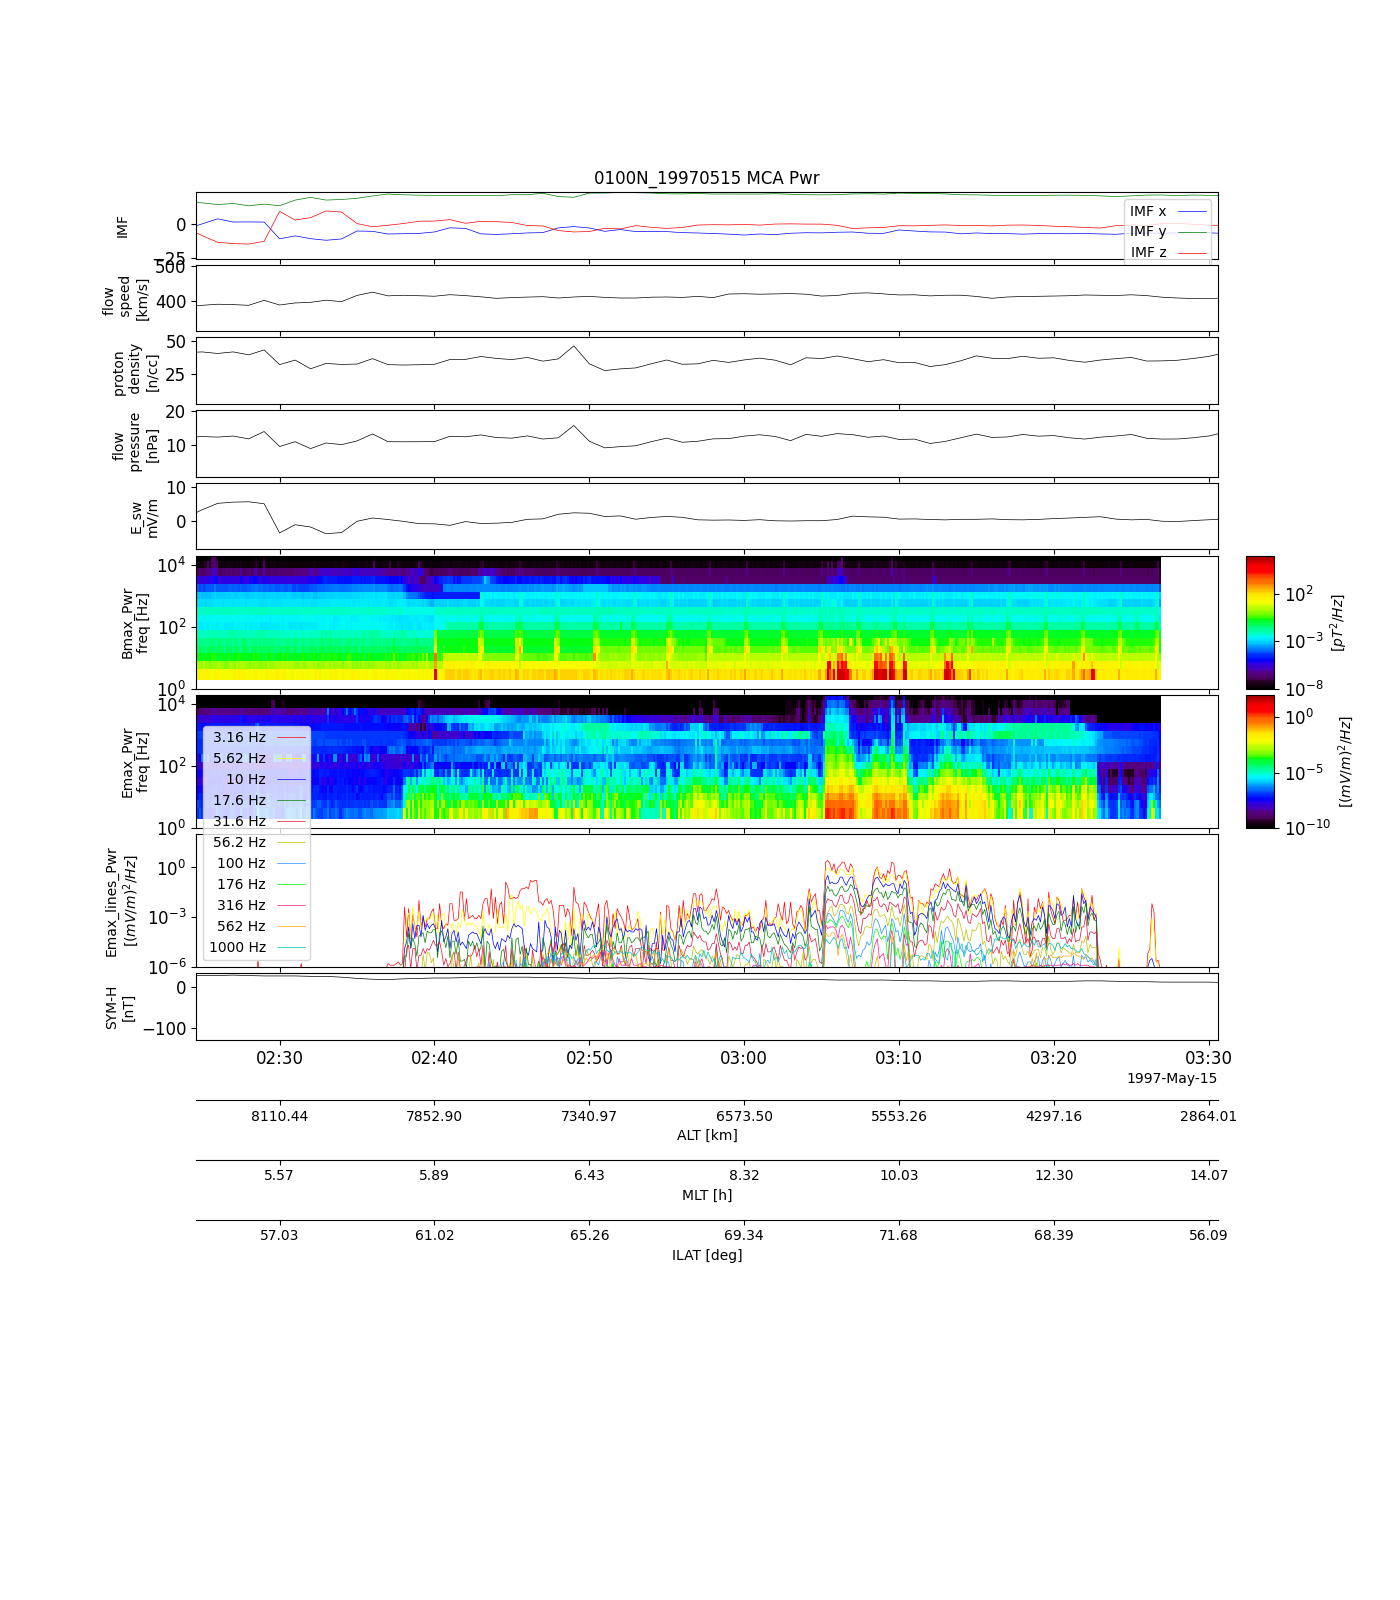 0100N_19970515 MCA Pwr
IMF
0
−25
IMF x
IMF y
IMF z
flow
speed
[km/s]
500
400
proton
density
[n/cc]
50
25
flow
pressure
[nPa]
20
10
E_sw
mV/m
10
0
Bmax_Pwr
freq [Hz]
10^4
10^2
10^0
10^2
10^−3
10^−8
[pT^2/Hz]
Emax_Pwr
freq [Hz]
10^4
10^2
10^0
10^0
10^−5
10^−10
[(mV/m)^2/Hz]
3.16 Hz
5.62 Hz
10 Hz
17.6 Hz
31.6 Hz
56.2 Hz
100 Hz
176 Hz
316 Hz
562 Hz
1000 Hz
Emax_lines_Pwr
[(mV/m)^2/Hz]
10^0
10^−3
10^−6
SYM-H
[nT]
0
−100
02:30 02:40 02:50 03:00 03:10 03:20 03:30
1997-May-15
8110.44 7852.90 7340.97 6573.50 5553.26 4297.16 2864.01
ALT [km]
5.57 5.89 6.43 8.32 10.03 12.30 14.07
MLT [h]
57.03 61.02 65.26 69.34 71.68 68.39 56.09
ILAT [deg]